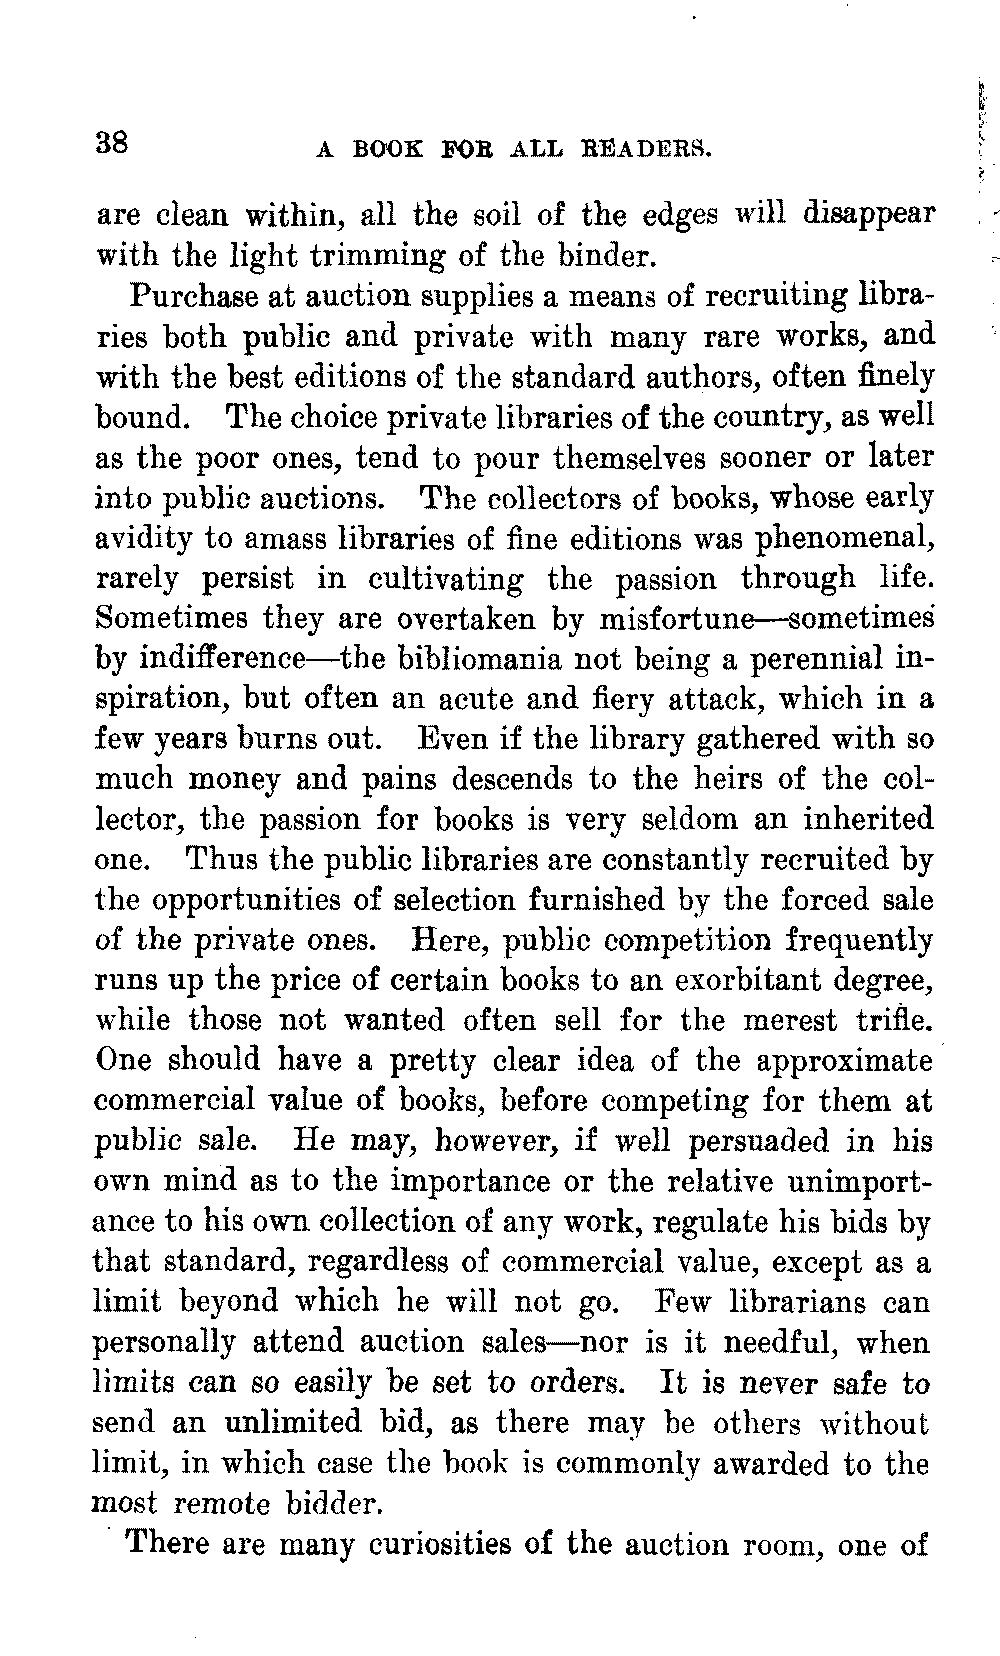 38
A BOOK FOR ALL READERS.
are clean within, all the soil of the edges will disappear
with the light trimming of the binder.
Purchase at auction supplies a means of recruiting libra-
ries both public and private with many rare works, and
with the best editions of the standard authors, often finely
bound. The choice private libraries of the country, as well
as the poor ones, tend to pour themselves sooner or later
into public auctions. The collectors of books, whose early
avidity to amass libraries of fine editions was phenomenal,
rarely persist in cultivating the passion through life.
Sometimes they are overtaken by misfortune—sometimes
by indifference—the bibliomania not being a perennial in-
spiration, but often an acute and fiery attack, which in a
few years burns out. Even if the library gathered with so
much money and pains descends to the heirs of the col-
lector, the passion for books is very seldom an inherited
one. Thus the public libraries are constantly recruited by
the opportunities of selection furnished by the forced sale
of the private ones. Here, public competition frequently
runs up the price of certain books to an exorbitant degree,
while those not wanted often sell for the merest trifle.
One should have a pretty clear idea of the approximate
commercial value of books, before competing for them at
public sale. He may, however, if well persuaded in his
own mind as to the importance or the relative unimport-
ance to his own collection of any work, regulate his bids by
that standard, regardless of commercial value, except as a
limit beyond which he will not go. Few librarians can
personally attend auction sales—nor is it needful, when
limits can so easily be set to orders. It is never safe to
send an unlimited bid, as there may be others without
limit, in which case the book is commonly awarded to the
most remote bidder.
There are many curiosities of the auction room, one of